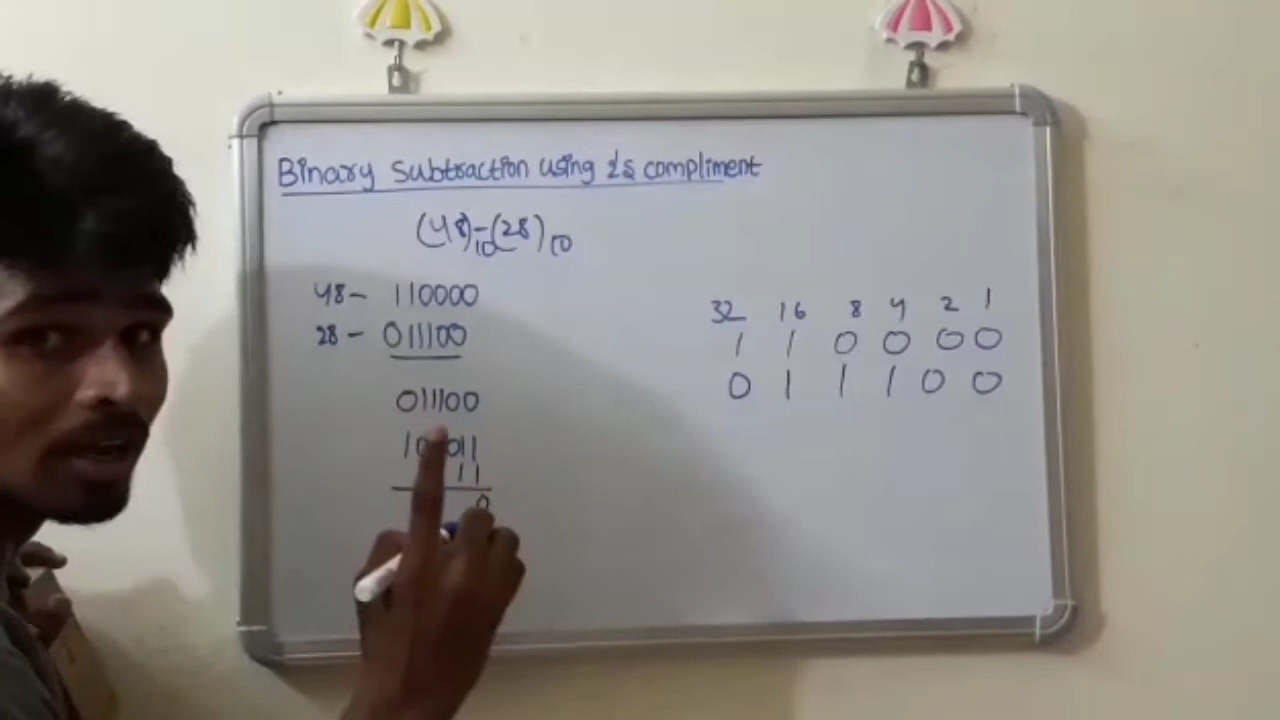 Binary subtraction using 2's compliment
(48)10-(28)10
48- 110000
28- 011100
011100
11
0
32 16 8 4 2 1
1 1 0 0 0 0
0 1 1 1 0 0